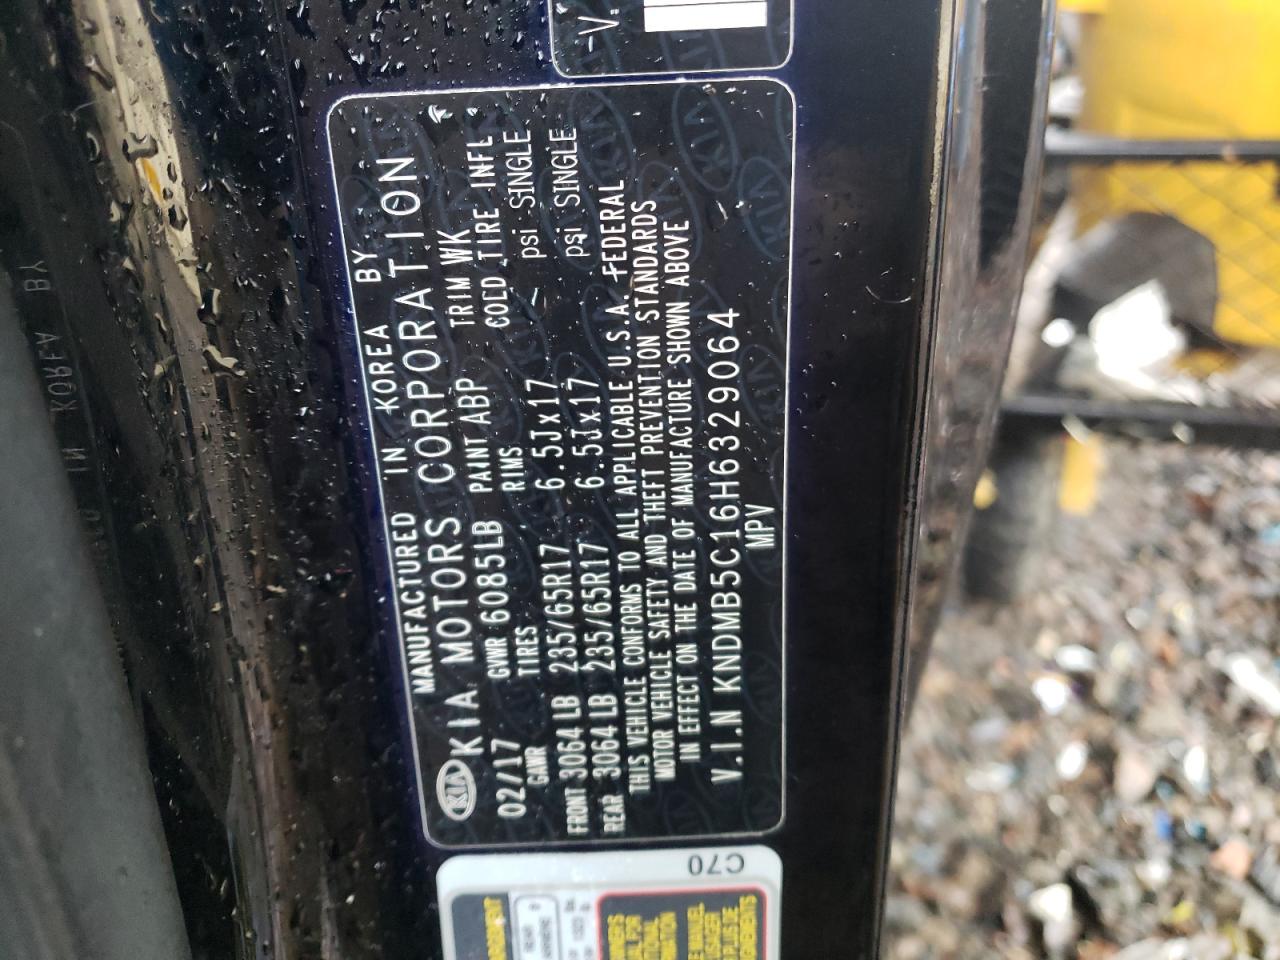 MANUFACTURED IN KOREA BY
KIA KIA MOTORS CORPORATION
02/17 GVWR 6085LB PAINT ABP TRIM WK
GAWR TIRES RIMS COLD TIRE INFL
FRONT 3064LB 235/65R17 6.5Jx17 psi SINGLE
REAR 3064LB 235/65R17 6.5Jx17 psi SINGLE
THIS VEHICLE CONFORMS TO ALL APPLICABLE U.S.A. FEDERAL
MOTOR VEHICLE SAFETY AND THEFT PREVENTION STANDARDS
IN EFFECT ON THE DATE OF MANUFACTURE SHOWN ABOVE
V.I.N KNDMB5C16H6329064
MPV
C70